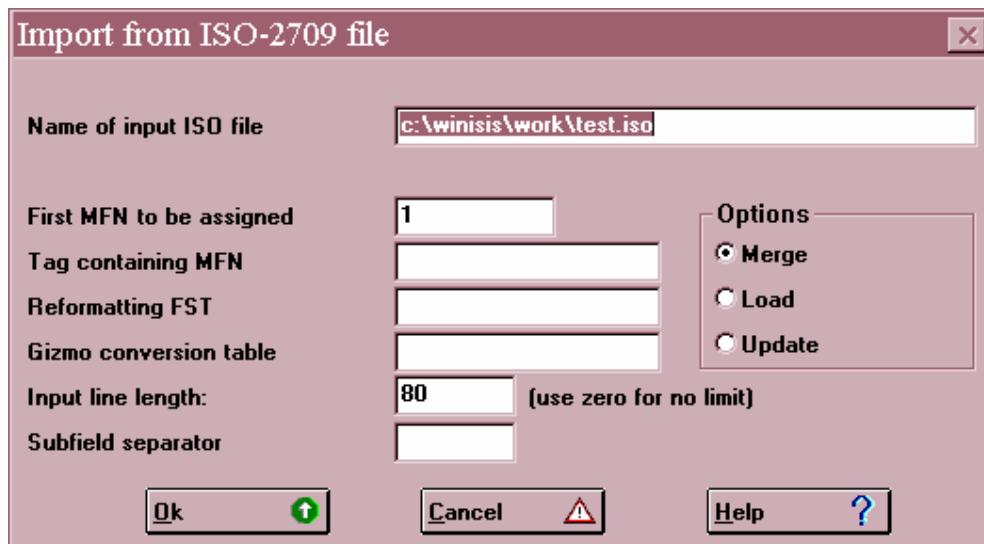 Import from ISO-2709 file
Name of input ISO file c:\winisis\work\test.iso
First MFN to be assigned 1
Options
Merge
Tag containing MFN
Load
Reformatting FST
Update
Gizmo conversion table
Input line length: 80 (use zero for no limit)
Subfield separator
Ok Cancel Help ?